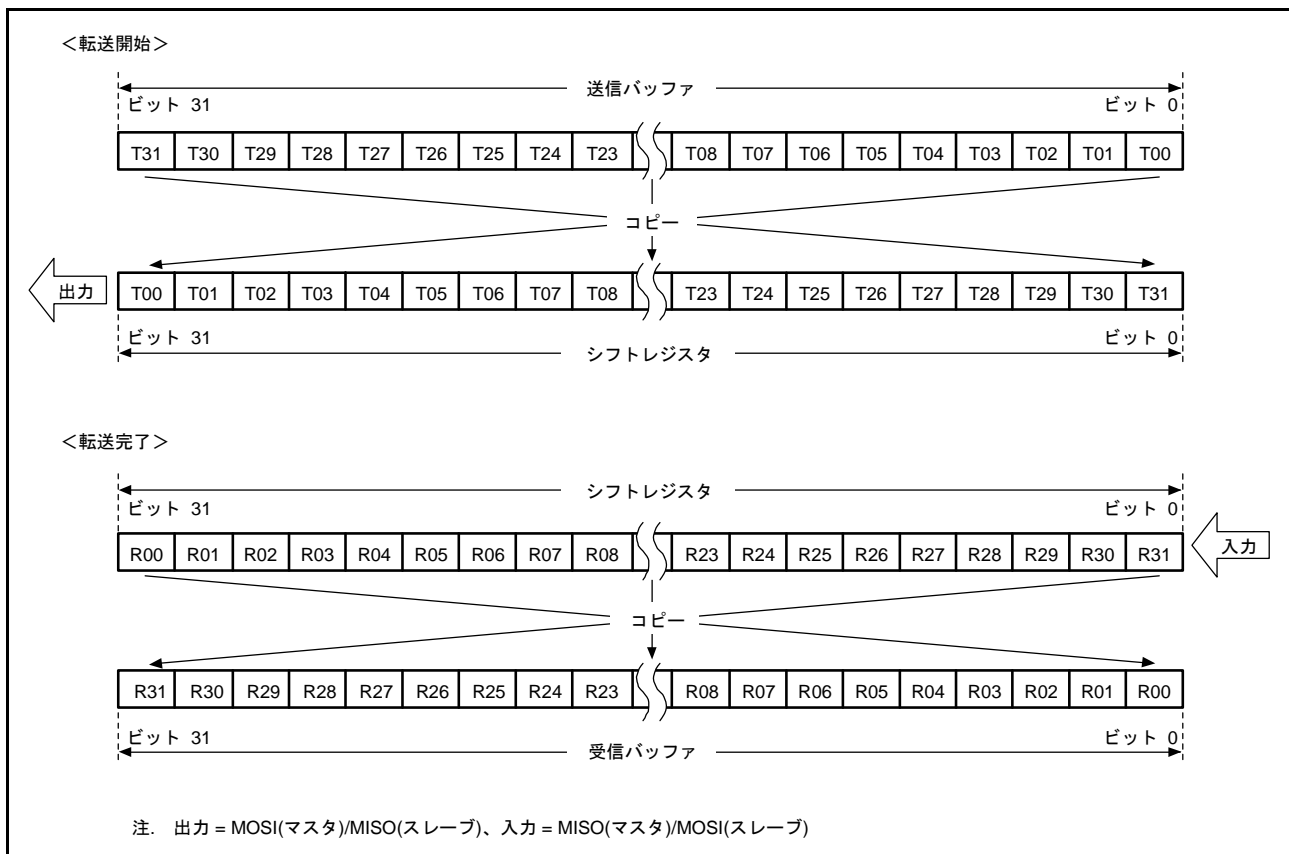 ＜転送開始＞
送信バッファ
ビット 31 ビット 0
T31 T30 T29 T28 T27 T26 T25 T24 T23 T08 T07 T06 T05 T04 T03 T02 T01 T00
コピー
出力 T00 T01 T02 T03 T04 T05 T06 T07 T08 T23 T24 T25 T26 T27 T28 T29 T30 T31
ビット 31 ビット 0
シフトレジスタ
＜転送完了＞
シフトレジスタ
ビット 31 ビット 0
R00 R01 R02 R03 R04 R05 R06 R07 R08 R23 R24 R25 R26 R27 R28 R29 R30 R31 入力
コピー
R31 R30 R29 R28 R27 R26 R25 R24 R23 R08 R07 R06 R05 R04 R03 R02 R01 R00
ビット 31 ビット 0
受信バッファ
注. 出力 = MOSI(マスタ)/MISO(スレーブ)、入力 = MISO(マスタ)/MOSI(スレーブ)